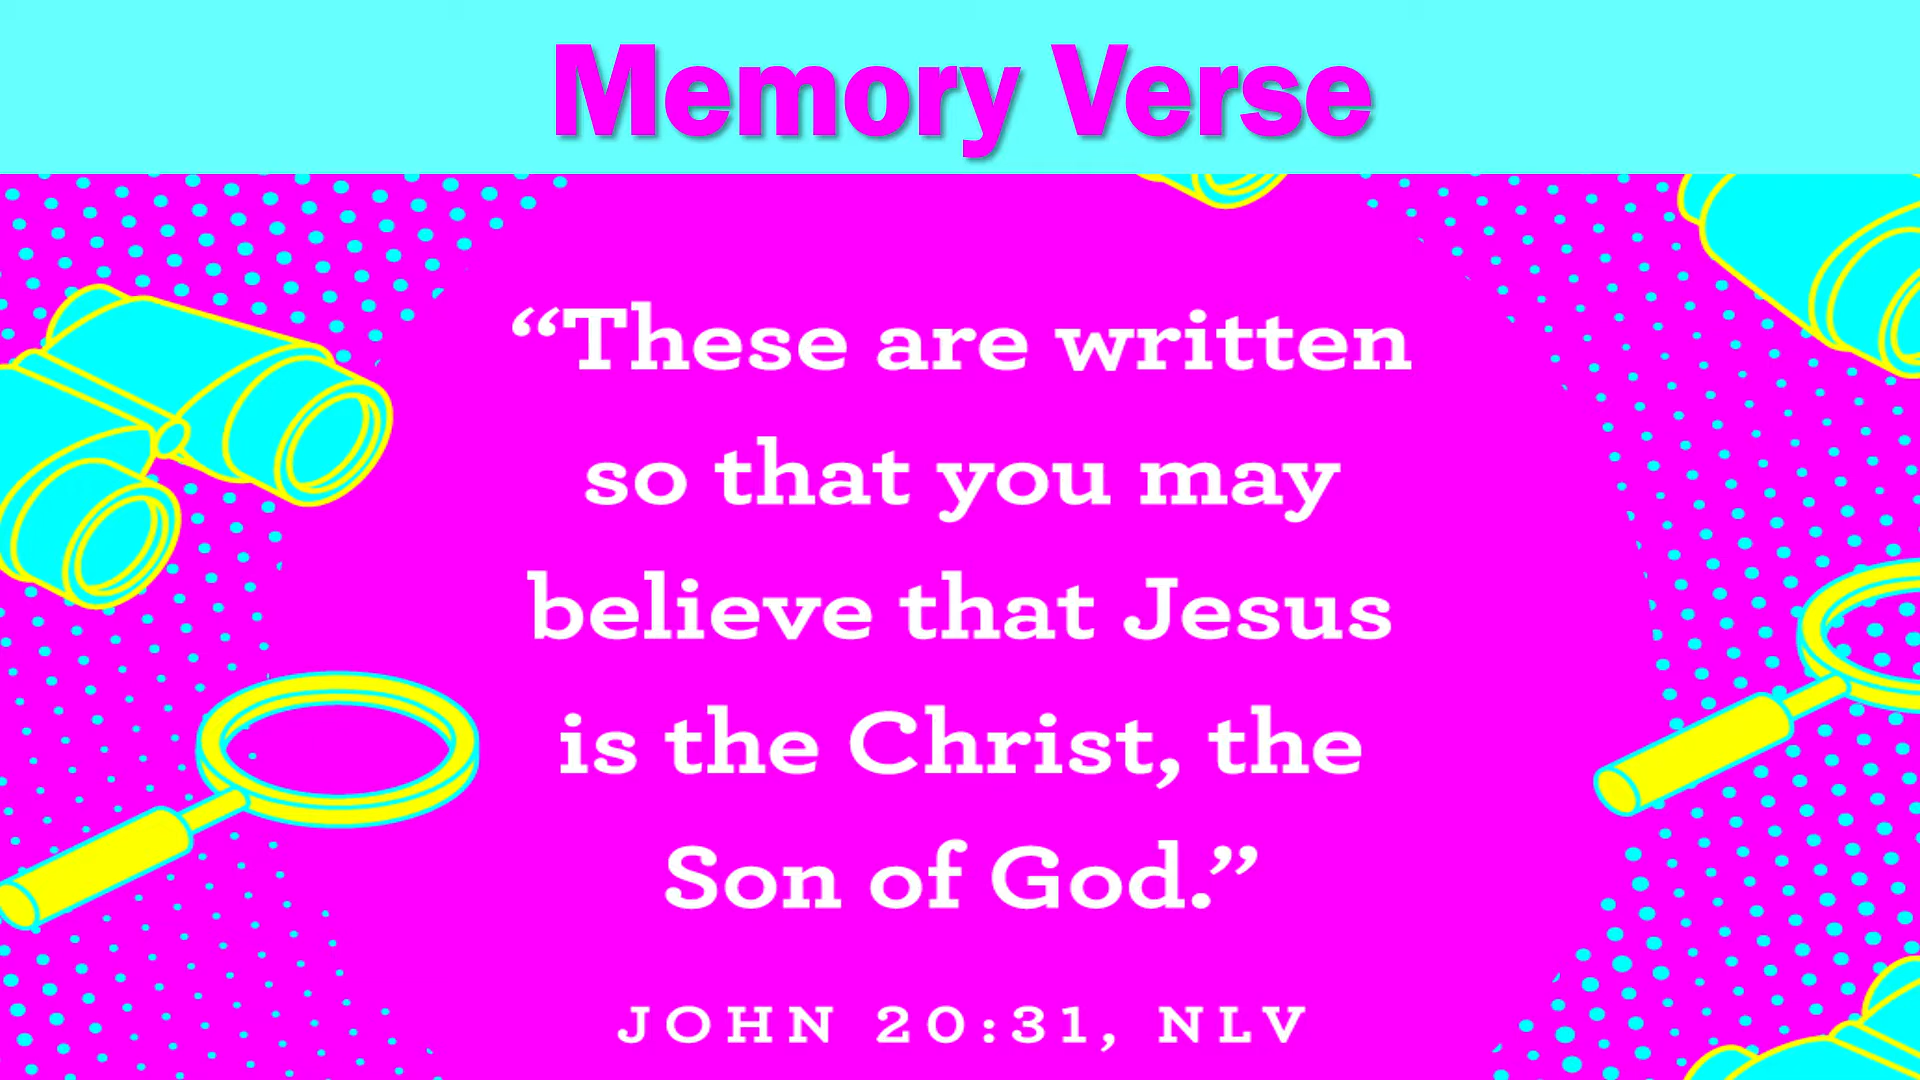 Memory Verse
“These are written
so that you may
believe that Jesus
is the Christ, the
Son of God.”
JOHN 20:31, NLV